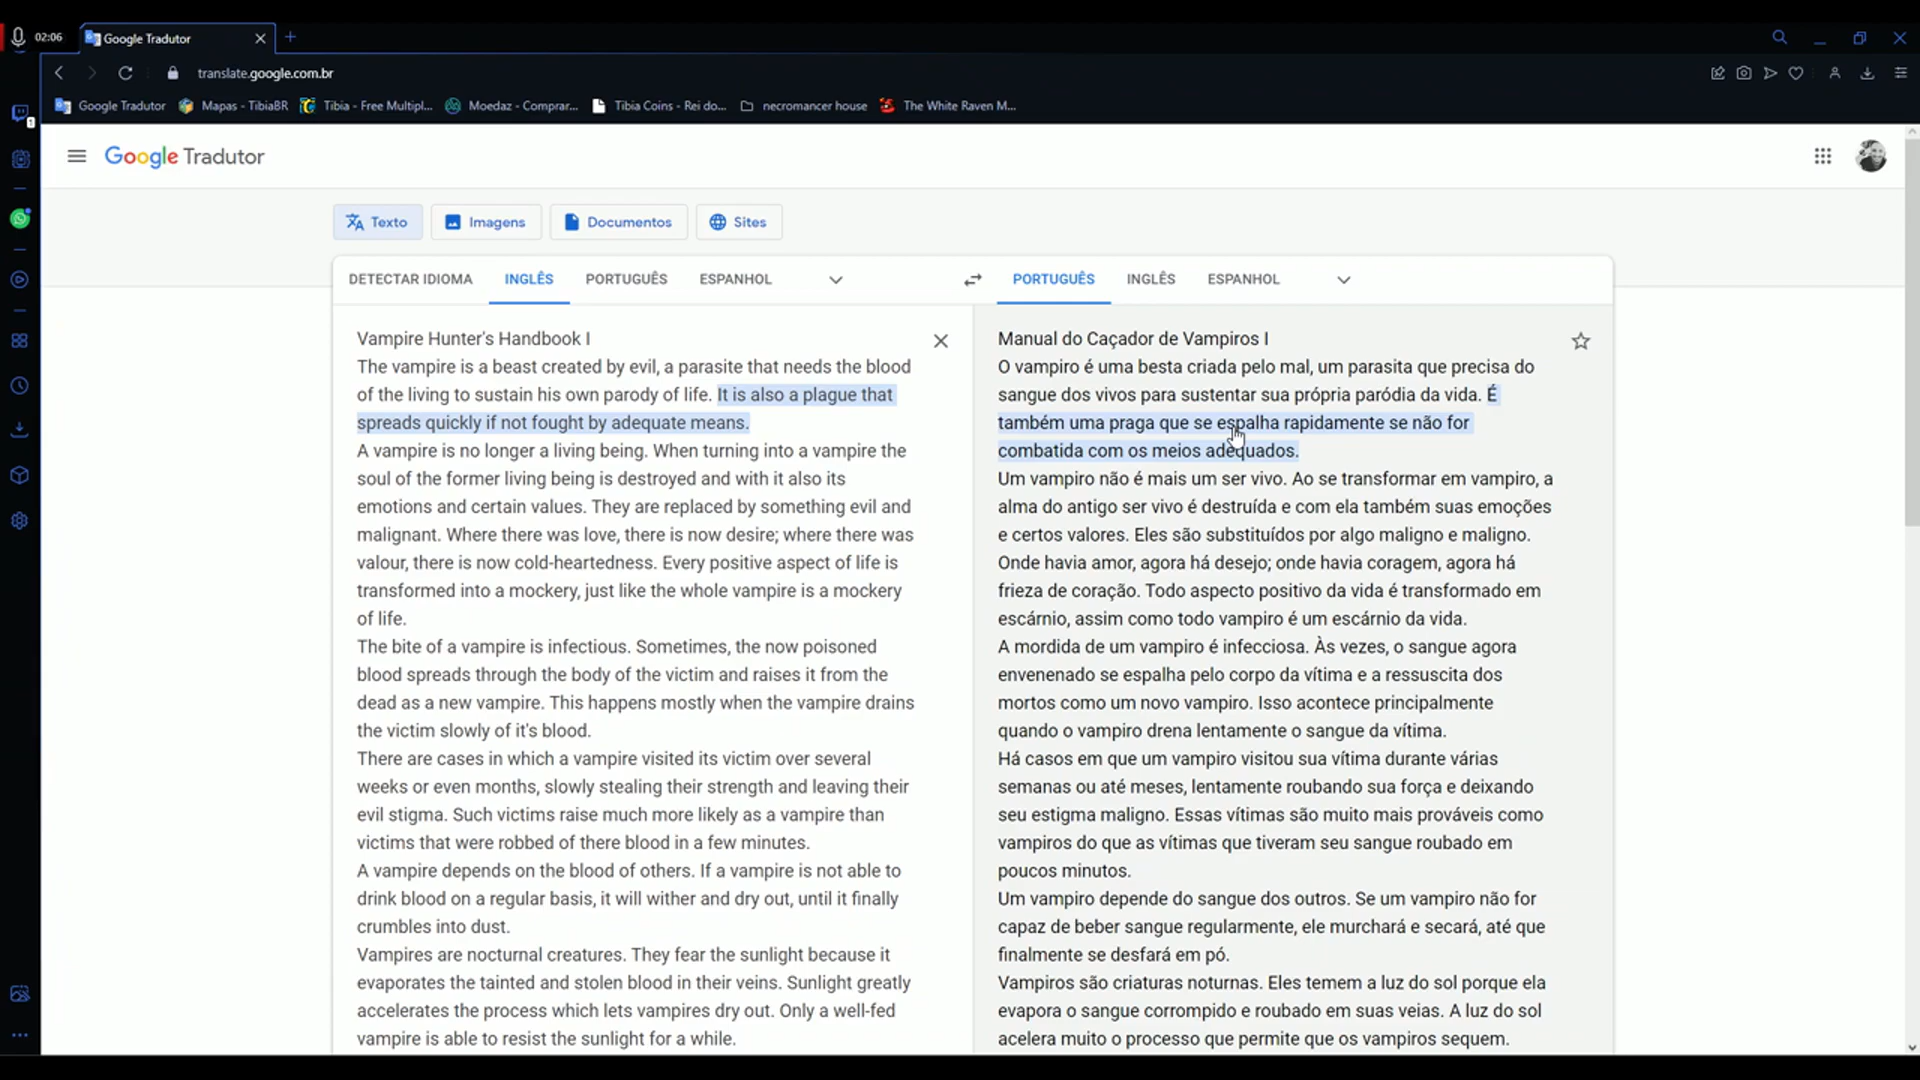 02:06
Google Tradutor
translate.google.com.br
Google Tradutor
Mapas - TibiaBR
Tibia - Free Multipl...
Moedaz - Comprar...
Tibia Coins - Rei do...
necromancer house
The White Raven M...
1
Google Tradutor
Texto
Imagens
Documentos
Sites
DETECTAR IDIOMA
INGLÊS
PORTUGUÊS
ESPANHOL
PORTUGUÊS
INGLÊS
ESPANHOL
Vampire Hunter's Handbook I
The vampire is a beast created by evil, a parasite that needs the blood
of the living to sustain his own parody of life. It is also a plague that
spreads quickly if not fought by adequate means.
A vampire is no longer a living being. When turning into a vampire the
soul of the former living being is destroyed and with it also its
emotions and certain values. They are replaced by something evil and
malignant. Where there was love, there is now desire; where there was
valour, there is now cold-heartedness. Every positive aspect of life is
transformed into a mockery, just like the whole vampire is a mockery
of life.
The bite of a vampire is infectious. Sometimes, the now poisoned
blood spreads through the body of the victim and raises it from the
dead as a new vampire. This happens mostly when the vampire drains
the victim slowly of it's blood.
There are cases in which a vampire visited its victim over several
weeks or even months, slowly stealing their strength and leaving their
evil stigma. Such victims raise much more likely as a vampire than
victims that were robbed of there blood in a few minutes.
A vampire depends on the blood of others. If a vampire is not able to
drink blood on a regular basis, it will wither and dry out, until it finally
crumbles into dust.
Vampires are nocturnal creatures. They fear the sunlight because it
evaporates the tainted and stolen blood in their veins. Sunlight greatly
accelerates the process which lets vampires dry out. Only a well-fed
vampire is able to resist the sunlight for a while.
Manual do Caçador de Vampiros I
O vampiro é uma besta criada pelo mal, um parasita que precisa do
sangue dos vivos para sustentar sua própria paródia da vida. É
também uma praga que se espalha rapidamente se não for
combatida com os meios adequados.
Um vampiro não é mais um ser vivo. Ao se transformar em vampiro, a
alma do antigo ser vivo é destruída e com ela também suas emoções
e certos valores. Eles são substituídos por algo maligno e maligno.
Onde havia amor, agora há desejo; onde havia coragem, agora há
frieza de coração. Todo aspecto positivo da vida é transformado em
escárnio, assim como todo vampiro é um escárnio da vida.
A mordida de um vampiro é infecciosa. Às vezes, o sangue agora
envenenado se espalha pelo corpo da vítima e a ressuscita dos
mortos como um novo vampiro. Isso acontece principalmente
quando o vampiro drena lentamente o sangue da vítima.
Há casos em que um vampiro visitou sua vítima durante várias
semanas ou até meses, lentamente roubando sua força e deixando
seu estigma maligno. Essas vítimas são muito mais prováveis como
vampiros do que as vítimas que tiveram seu sangue roubado em
poucos minutos.
Um vampiro depende do sangue dos outros. Se um vampiro não for
capaz de beber sangue regularmente, ele murchará e secará, até que
finalmente se desfará em pó.
Vampiros são criaturas noturnas. Eles temem a luz do sol porque ela
evapora o sangue corrompido e roubado em suas veias. A luz do sol
acelera muito o processo que permite que os vampiros sequem.